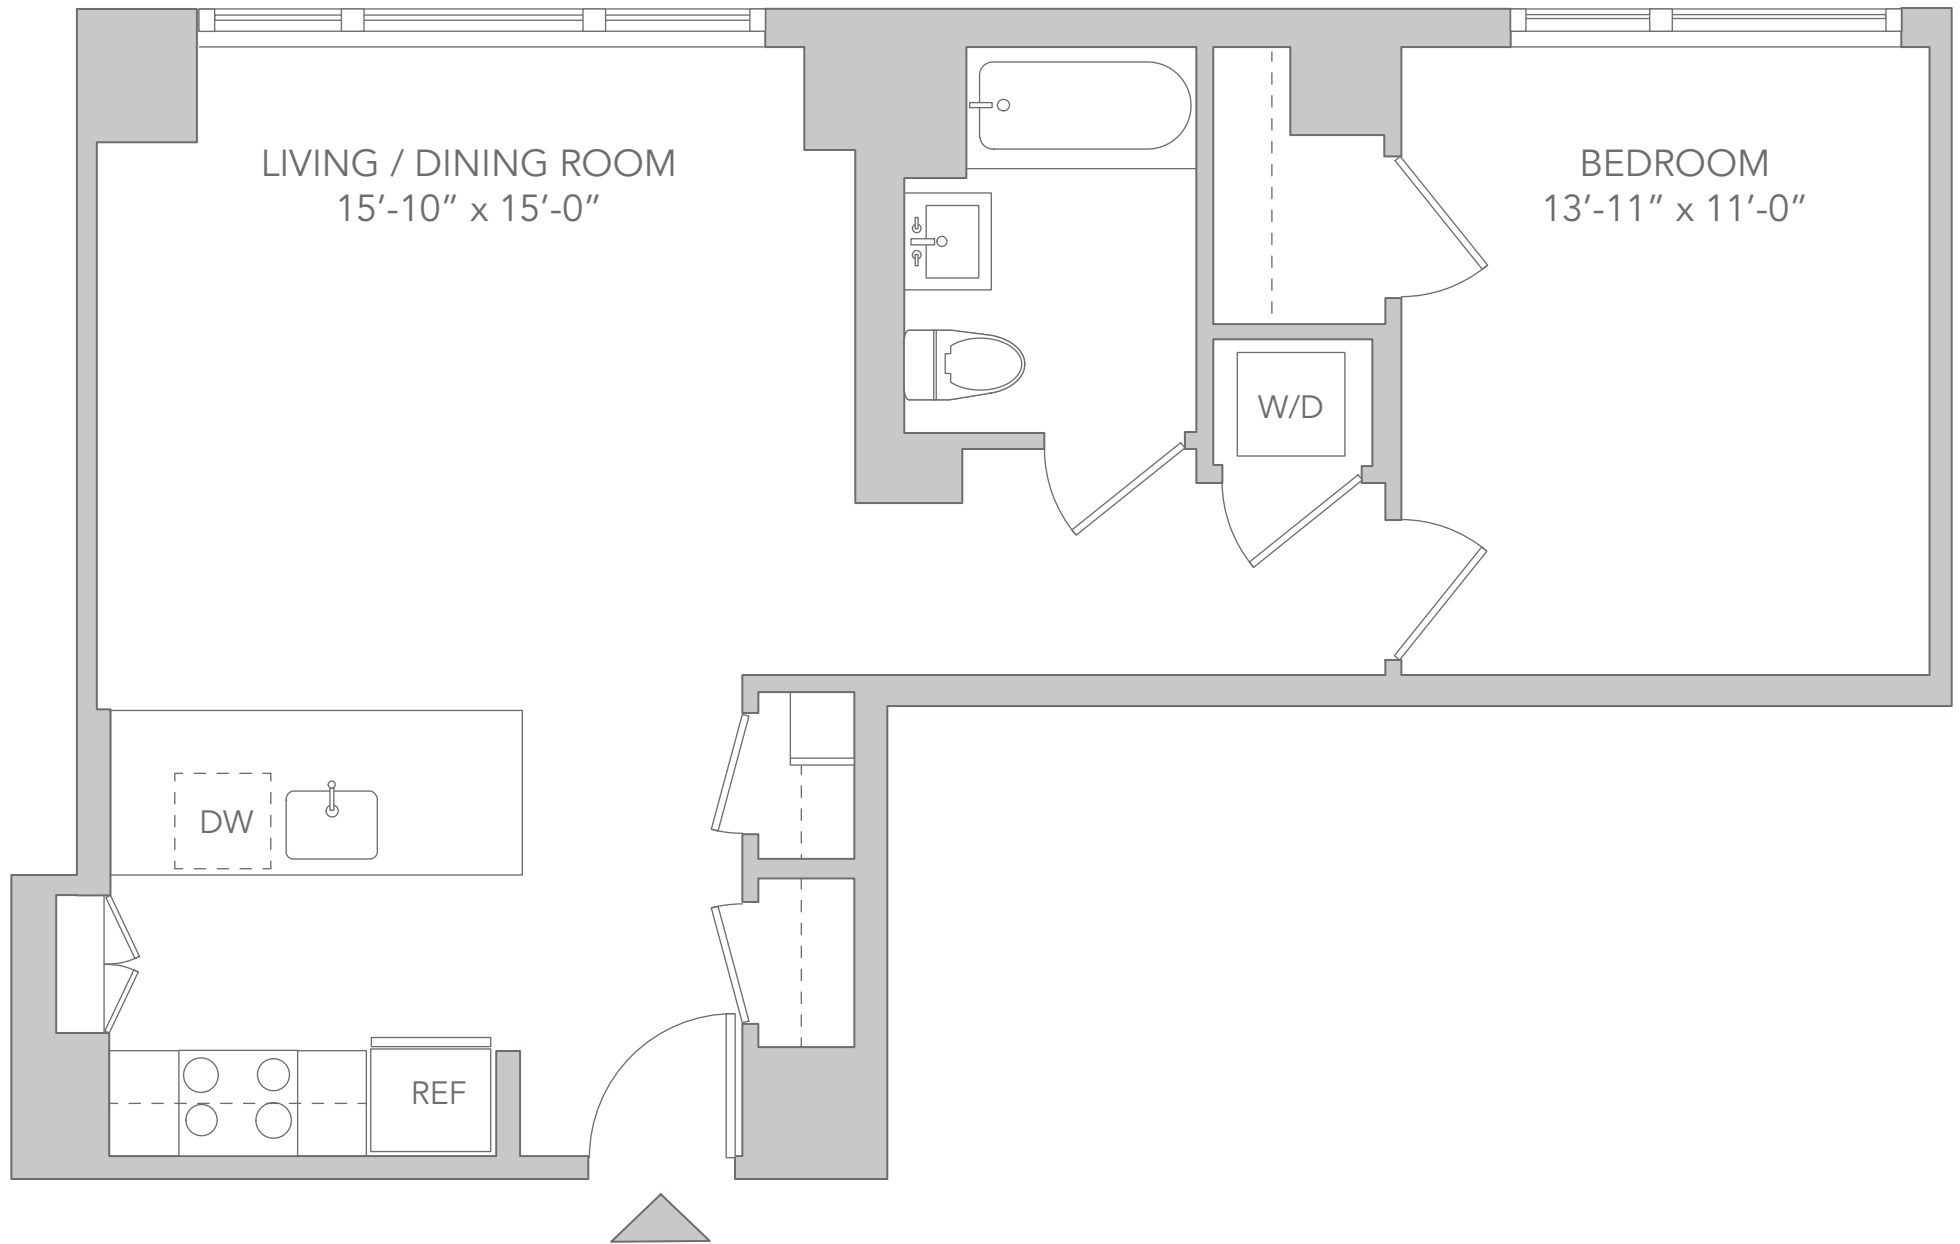 LIVING / DINING ROOM
15’-10” x 15’-0”
BEDROOM
13’-11” x 11’-0”
W/D
DW
REF